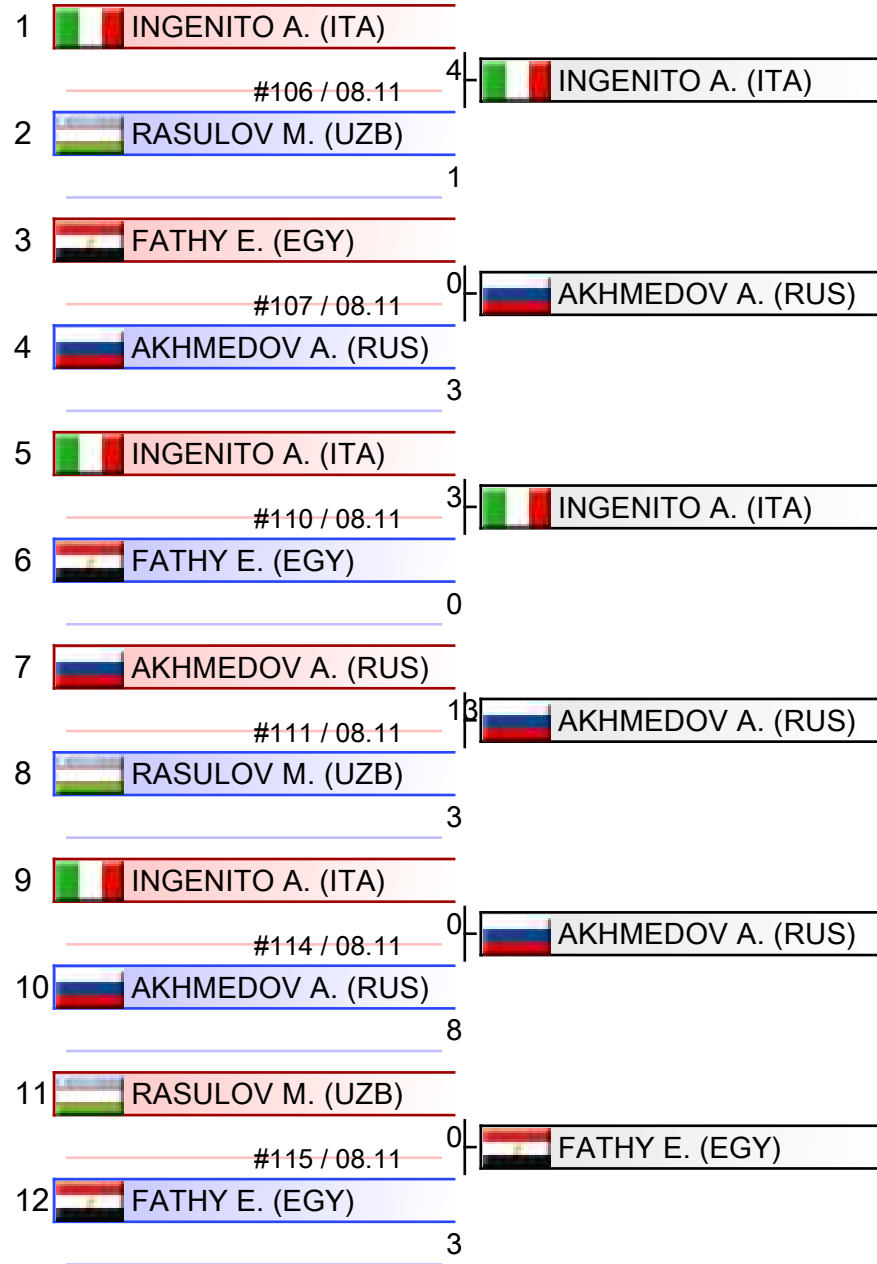 1 INGENITO A. (ITA)
4 INGENITO A. (ITA)
#106 / 08.11
2 RASULOV M. (UZB)
1
3 FATHY E. (EGY)
0 AKHMEDOV A. (RUS)
#107 / 08.11
4 AKHMEDOV A. (RUS)
3
5 INGENITO A. (ITA)
3 INGENITO A. (ITA)
#110 / 08.11
6 FATHY E. (EGY)
0
7 AKHMEDOV A. (RUS)
13 AKHMEDOV A. (RUS)
#111 / 08.11
8 RASULOV M. (UZB)
3
9 INGENITO A. (ITA)
0 AKHMEDOV A. (RUS)
#114 / 08.11
10 AKHMEDOV A. (RUS)
8
11 RASULOV M. (UZB)
0 FATHY E. (EGY)
#115 / 08.11
12 FATHY E. (EGY)
3